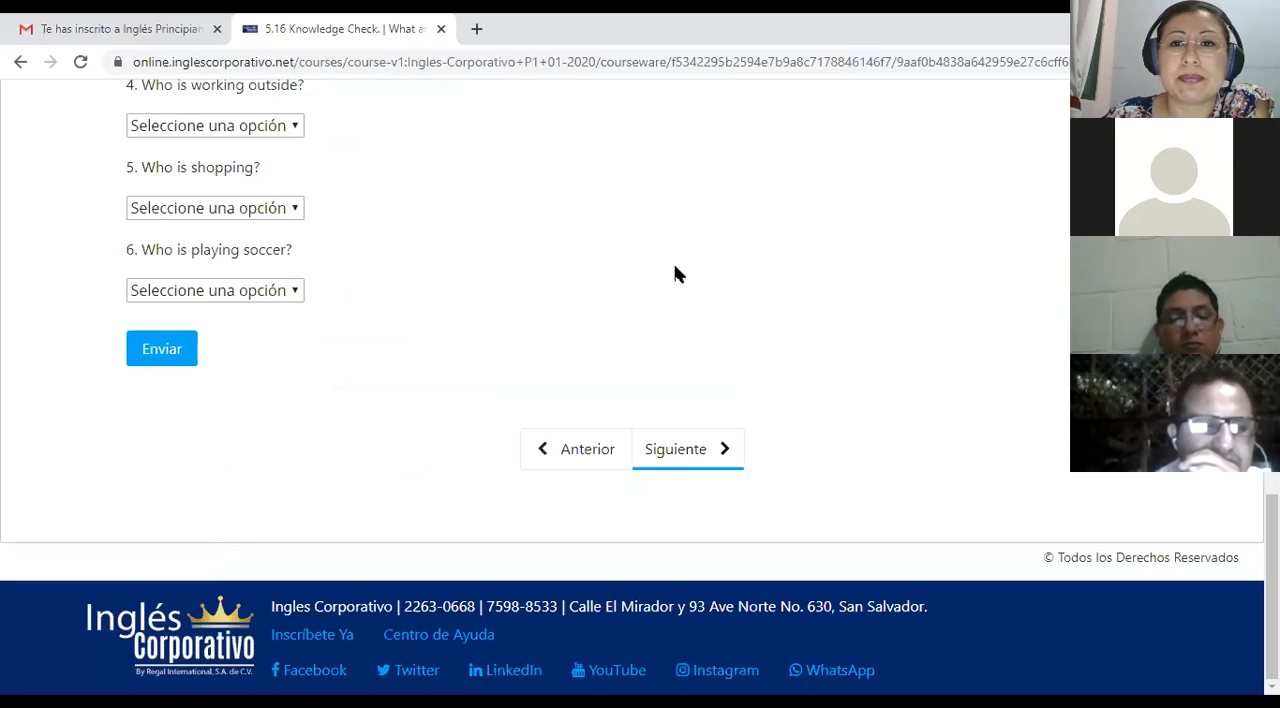 Te has inscrito a Inglés Principian
5.16 Knowledge Check. | What a
online.inglescorporativo.net/courses/course-v1:Ingles-Corporativo+P1+01-2020/courseware/f5342295b2594e7b9a8c7178846146f7/9aaf0b4838a642959e27c6cff6
4. Who is working outside?
Seleccione una opción
5. Who is shopping?
Seleccione una opción
6. Who is playing soccer?
Seleccione una opción
Enviar
Anterior
Siguiente
© Todos los Derechos Reservados
Inglés
Corporativo
By Regal International, S.A. de C.V.
Ingles Corporativo | 2263-0668 | 7598-8533 | Calle El Mirador y 93 Ave Norte No. 630, San Salvador.
Inscríbete Ya Centro de Ayuda
Facebook Twitter LinkedIn YouTube Instagram WhatsApp